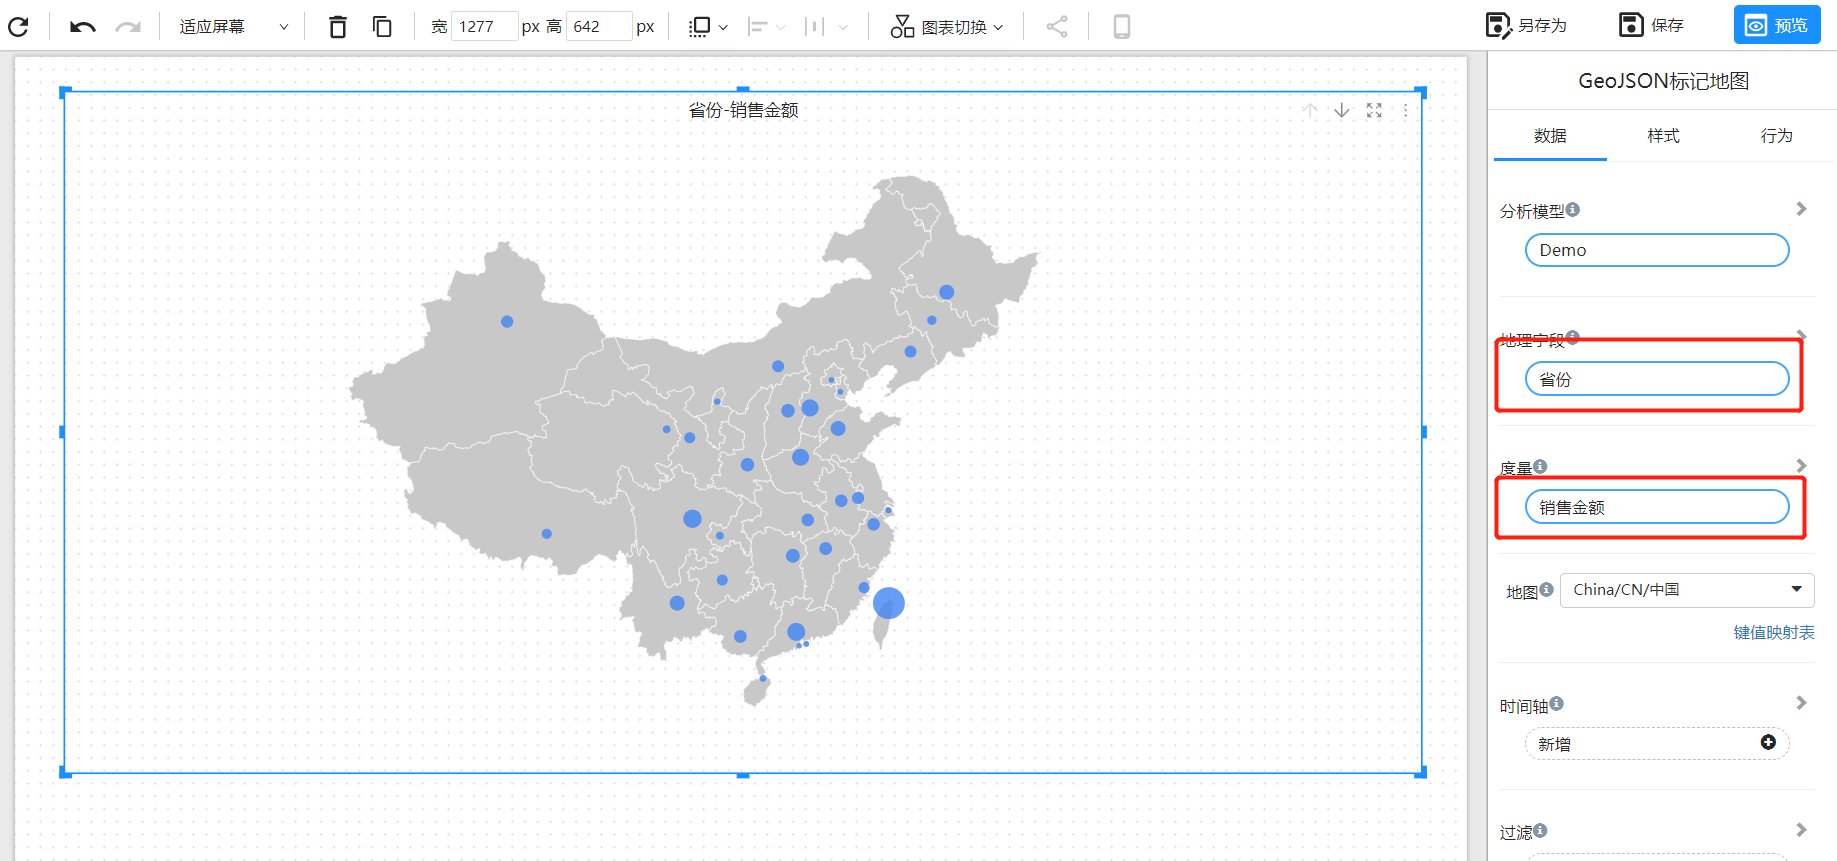 适应屏幕
宽 1277 px 高 642 px
图表切换
另存为
保存
预览
省份-销售金额
GeoJSON标记地图
数据 样式 行为
分析模型
Demo
地理字段
省份
度量
销售金额
地图 China/CN/中国
键值映射表
时间轴
新增
过滤